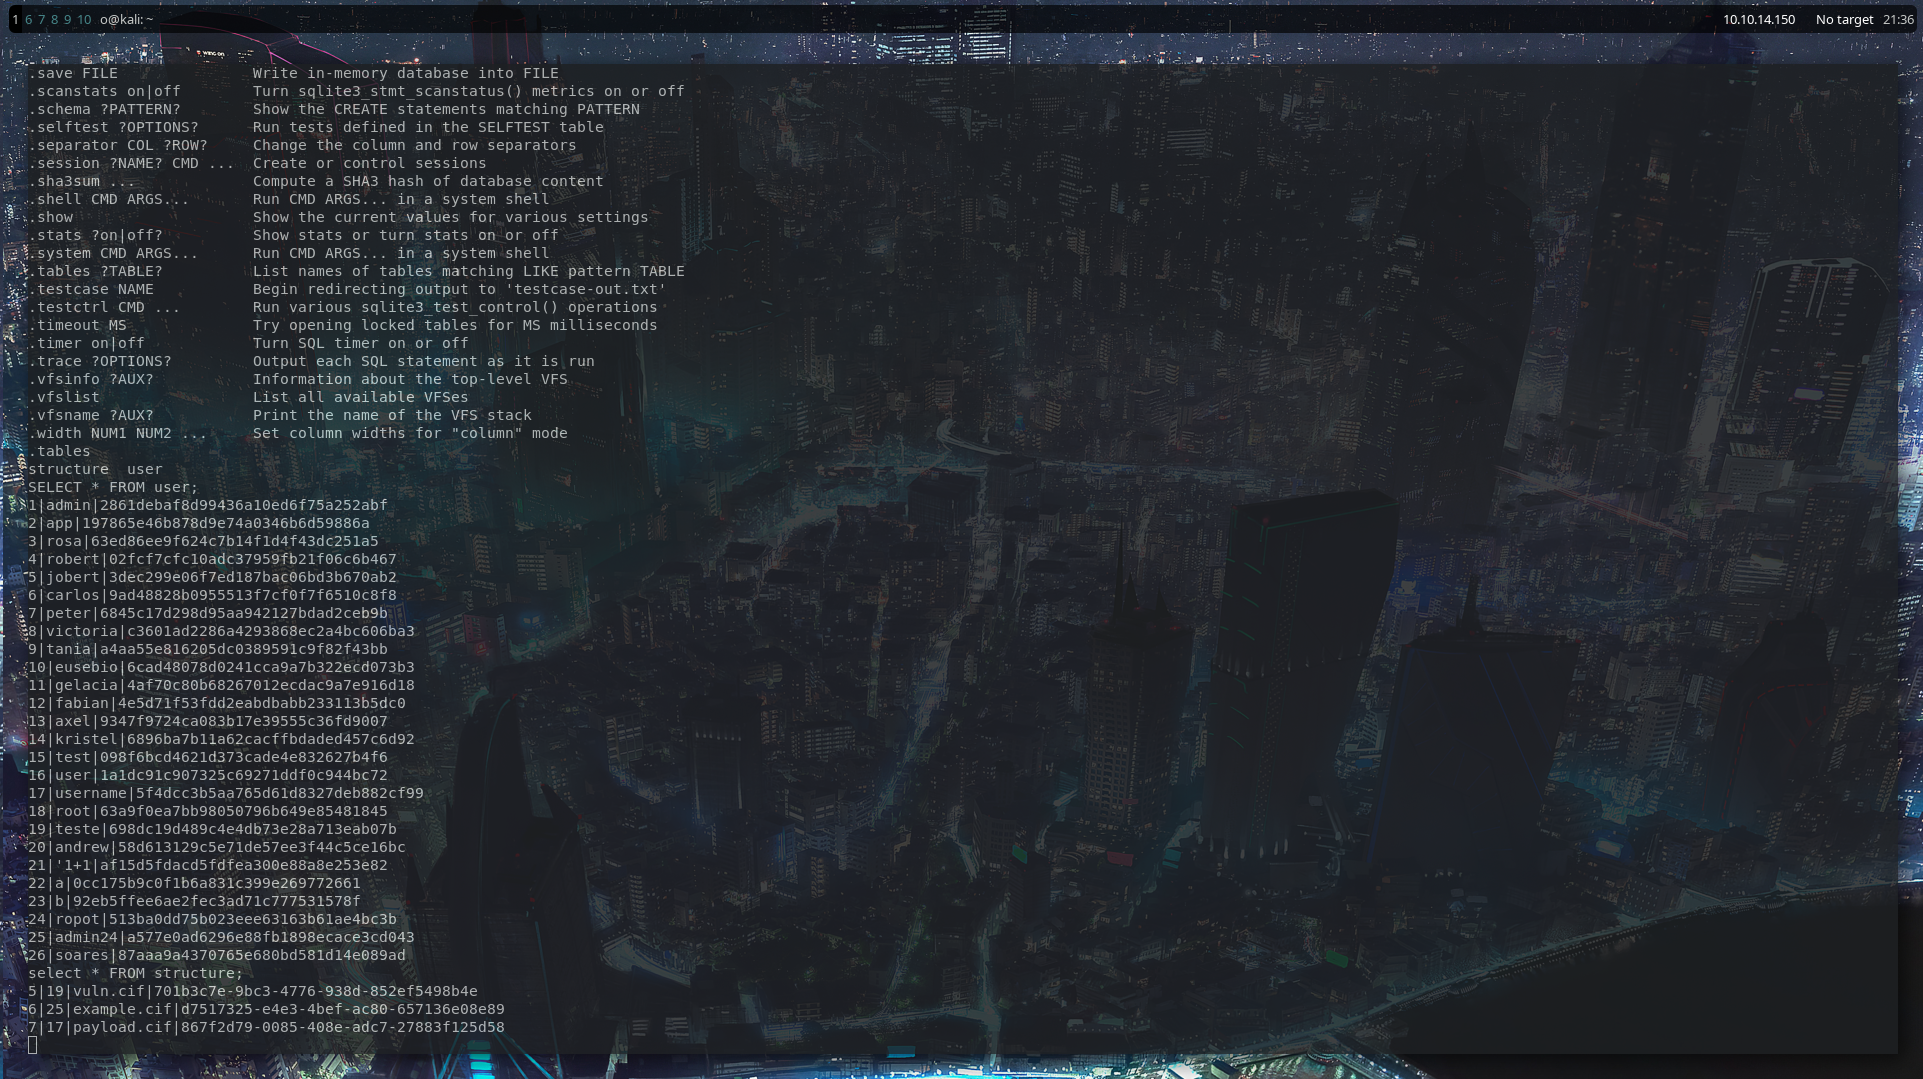 1 6 7 8 9 10 o@kali: ~ 10.10.14.150 No target 21:36
.save FILE Write in-memory database into FILE
.scanstats on|off Turn sqlite3_stmt_scanstatus() metrics on or off
.schema ?PATTERN? Show the CREATE statements matching PATTERN
.selftest ?OPTIONS? Run tests defined in the SELFTEST table
.separator COL ?ROW? Change the column and row separators
.session ?NAME? CMD ... Create or control sessions
.sha3sum ... Compute a SHA3 hash of database content
.shell CMD ARGS... Run CMD ARGS... in a system shell
.show Show the current values for various settings
.stats ?on|off? Show stats or turn stats on or off
.system CMD ARGS... Run CMD ARGS... in a system shell
.tables ?TABLE? List names of tables matching LIKE pattern TABLE
.testcase NAME Begin redirecting output to 'testcase-out.txt'
.testctrl CMD ... Run various sqlite3_test_control() operations
.timeout MS Try opening locked tables for MS milliseconds
.timer on|off Turn SQL timer on or off
.trace ?OPTIONS? Output each SQL statement as it is run
.vfsinfo ?AUX? Information about the top-level VFS
.vfslist List all available VFSes
.vfsname ?AUX? Print the name of the VFS stack
.width NUM1 NUM2 ... Set column widths for "column" mode
.tables
structure user
SELECT * FROM user;
1|admin|2861debaf8d99436a10ed6f75a252abf
2|app|197865e46b878d9e74a0346b6d59886a
3|rosa|63ed86ee9f624c7b14f1d4f43dc251a5
4|robert|02fcf7cfc10adc37959fb21f06c6b467
5|jobert|3dec299e06f7ed187bac06bd3b670ab2
6|carlos|9ad48828b0955513f7cf0f7f6510c8f8
7|peter|6845c17d298d95aa942127bdad2ceb9b
8|victoria|c3601ad2286a4293868ec2a4bc606ba3
9|tania|a4aa55e816205dc0389591c9f82f43bb
10|eusebio|6cad48078d0241cca9a7b322ecd073b3
11|gelacia|4af70c80b68267012ecdac9a7e916d18
12|fabian|4e5d71f53fdd2eabdbabb233113b5dc0
13|axel|9347f9724ca083b17e39555c36fd9007
14|kristel|6896ba7b11a62cacffbdaded457c6d92
15|test|098f6bcd4621d373cade4e832627b4f6
16|user|1a1dc91c907325c69271ddf0c944bc72
17|username|5f4dcc3b5aa765d61d8327deb882cf99
18|root|63a9f0ea7bb98050796b649e85481845
19|teste|698dc19d489c4e4db73e28a713eab07b
20|andrew|58d613129c5e71de57ee3f44c5ce16bc
21|'1+1|af15d5fdacd5fdfea300e88a8e253e82
22|a|0cc175b9c0f1b6a831c399e269772661
23|b|92eb5ffee6ae2fec3ad71c777531578f
24|ropot|513ba0dd75b023eee63163b61ae4bc3b
25|admin24|a577e0ad6296e88fb1898ecace3cd043
26|soares|87aaa9a4370765e680bd581d14e089ad
select * FROM structure;
5|19|vuln.cif|701b3c7e-9bc3-4776-938d-852ef5498b4e
6|25|example.cif|d7517325-e4e3-4bef-ac80-657136e08e89
7|17|payload.cif|867f2d79-0085-408e-adc7-27883f125d58